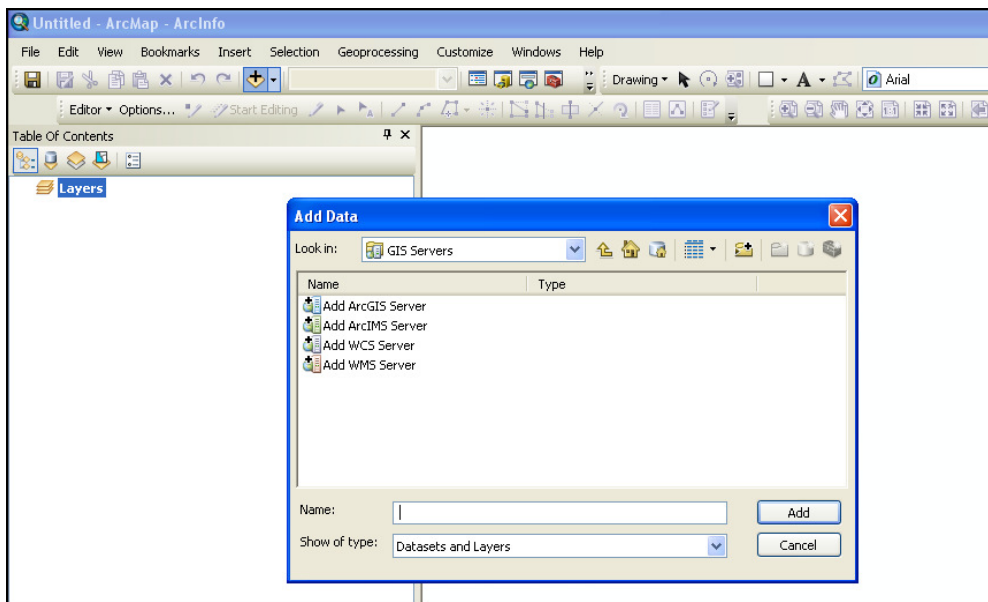 Untitled - ArcMap - ArcInfo
File Edit View Bookmarks Insert Selection Geoprocessing Customize Windows Help
Drawing A Arial
Editor Options... Start Editing 1:1
Table Of Contents
Layers
Add Data
Look in: GIS Servers
Name Type
Add ArcGIS Server
Add ArcIMS Server
Add WCS Server
Add WMS Server
Name: Add
Show of type: Datasets and Layers Cancel